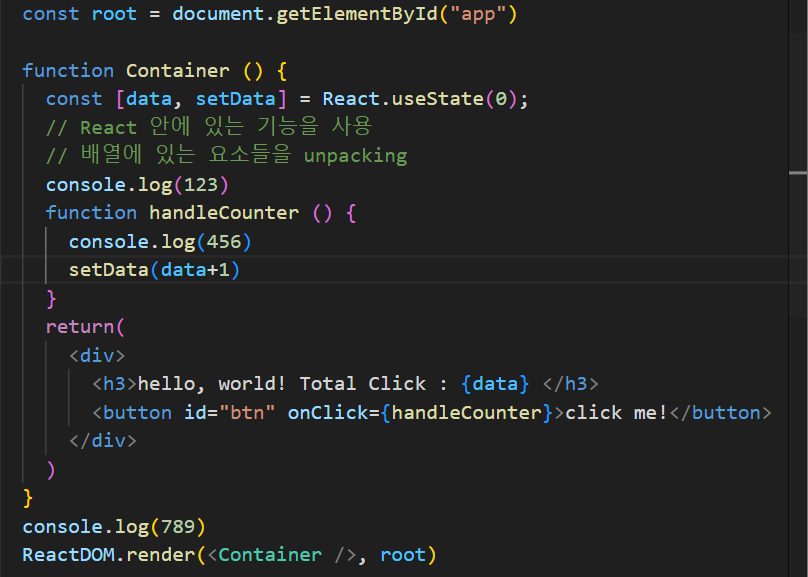 const root = document.getElementById("app")
function Container () {
const [data, setData] = React.useState(0);
// React 안에 있는 기능을 사용
// 배열에 있는 요소들을 unpacking
console.log(123)
function handleCounter () {
console.log(456)
setData(data+1)
}
return(
<div>
<h3>hello, world! Total Click : {data} </h3>
<button id="btn" onClick={handleCounter}>click me!</button>
</div>
)
}
console.log(789)
ReactDOM.render(<Container />, root)